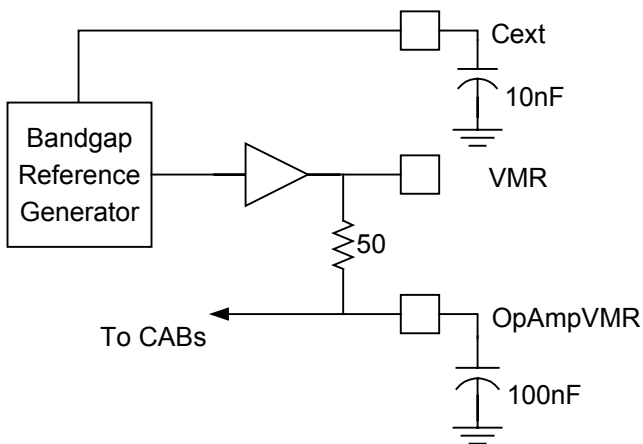 Cext
10nF
Bandgap
Reference
Generator
VMR
50
OpAmpVMR
To CABs
100nF